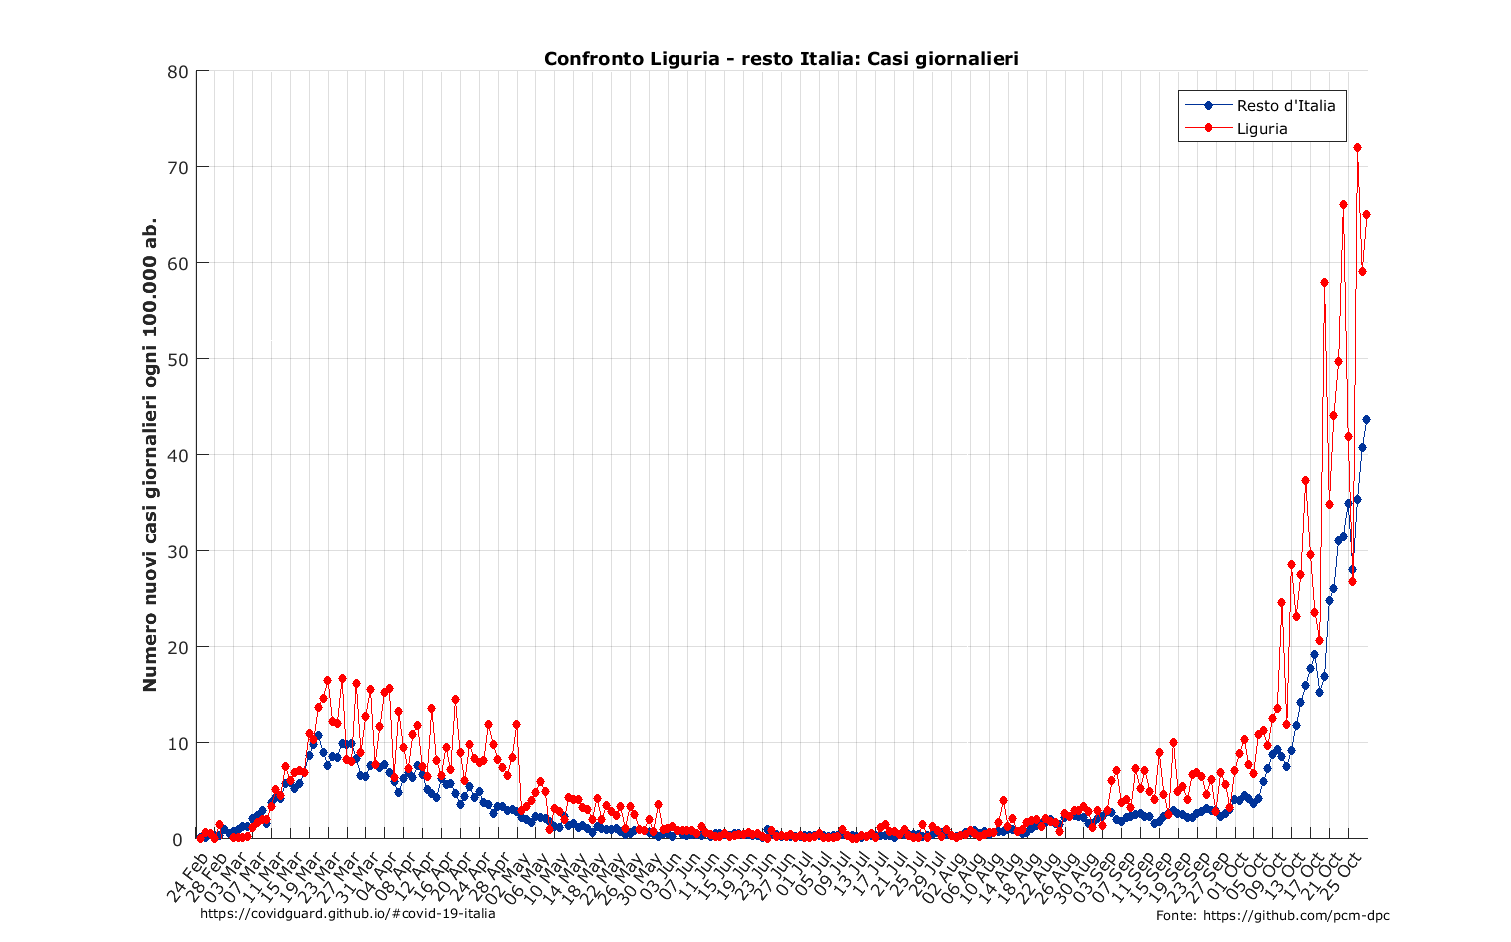 Confronto Liguria - resto Italia: Casi giornalieri
Resto d'Italia
Liguria
Numero nuovi casi giornalieri ogni 100.000 ab.
80
70
60
50
40
30
20
10
0
24 Feb
28 Feb
03 Mar
07 Mar
11 Mar
15 Mar
19 Mar
23 Mar
27 Mar
31 Mar
04 Apr
08 Apr
12 Apr
16 Apr
20 Apr
24 Apr
28 Apr
02 May
06 May
10 May
14 May
18 May
22 May
26 May
30 May
03 Jun
07 Jun
11 Jun
15 Jun
19 Jun
23 Jun
27 Jun
01 Jul
05 Jul
09 Jul
13 Jul
17 Jul
21 Jul
25 Jul
29 Jul
02 Aug
06 Aug
10 Aug
14 Aug
18 Aug
22 Aug
26 Aug
30 Aug
03 Sep
07 Sep
11 Sep
15 Sep
19 Sep
23 Sep
27 Sep
01 Oct
05 Oct
09 Oct
13 Oct
17 Oct
21 Oct
25 Oct
https://covidguard.github.io/#covid-19-italia
Fonte: https://github.com/pcm-dpc